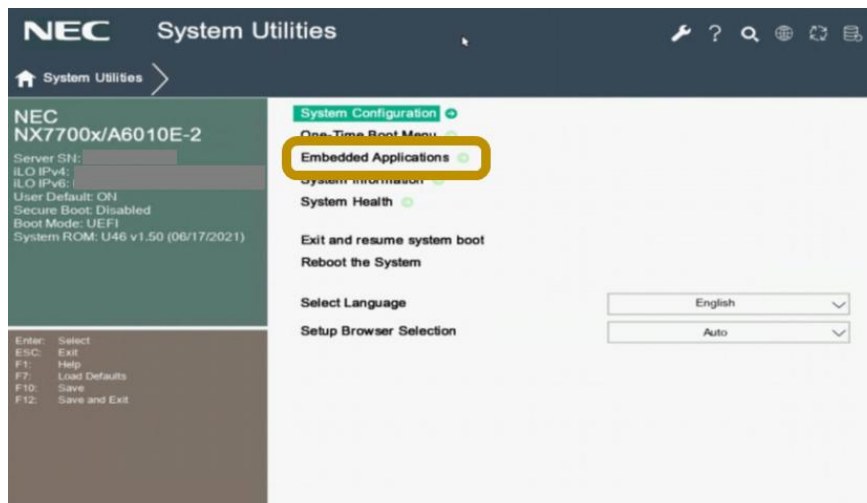 NEC System Utilities
System Utilities
NEC
NX7700x/A6010E-2
Server SN:
iLO IPv4:
iLO IPv6:
User Default: ON
Secure Boot: Disabled
Boot Mode: UEFI
System ROM: U46 v1.50 (06/17/2021)
Enter: Select
ESC: Exit
F1: Help
F7: Load Defaults
F10: Save
F12: Save and Exit
System Configuration
One-Time Boot Menu
Embedded Applications
System Information
System Health
Exit and resume system boot
Reboot the System
Select Language English
Setup Browser Selection Auto